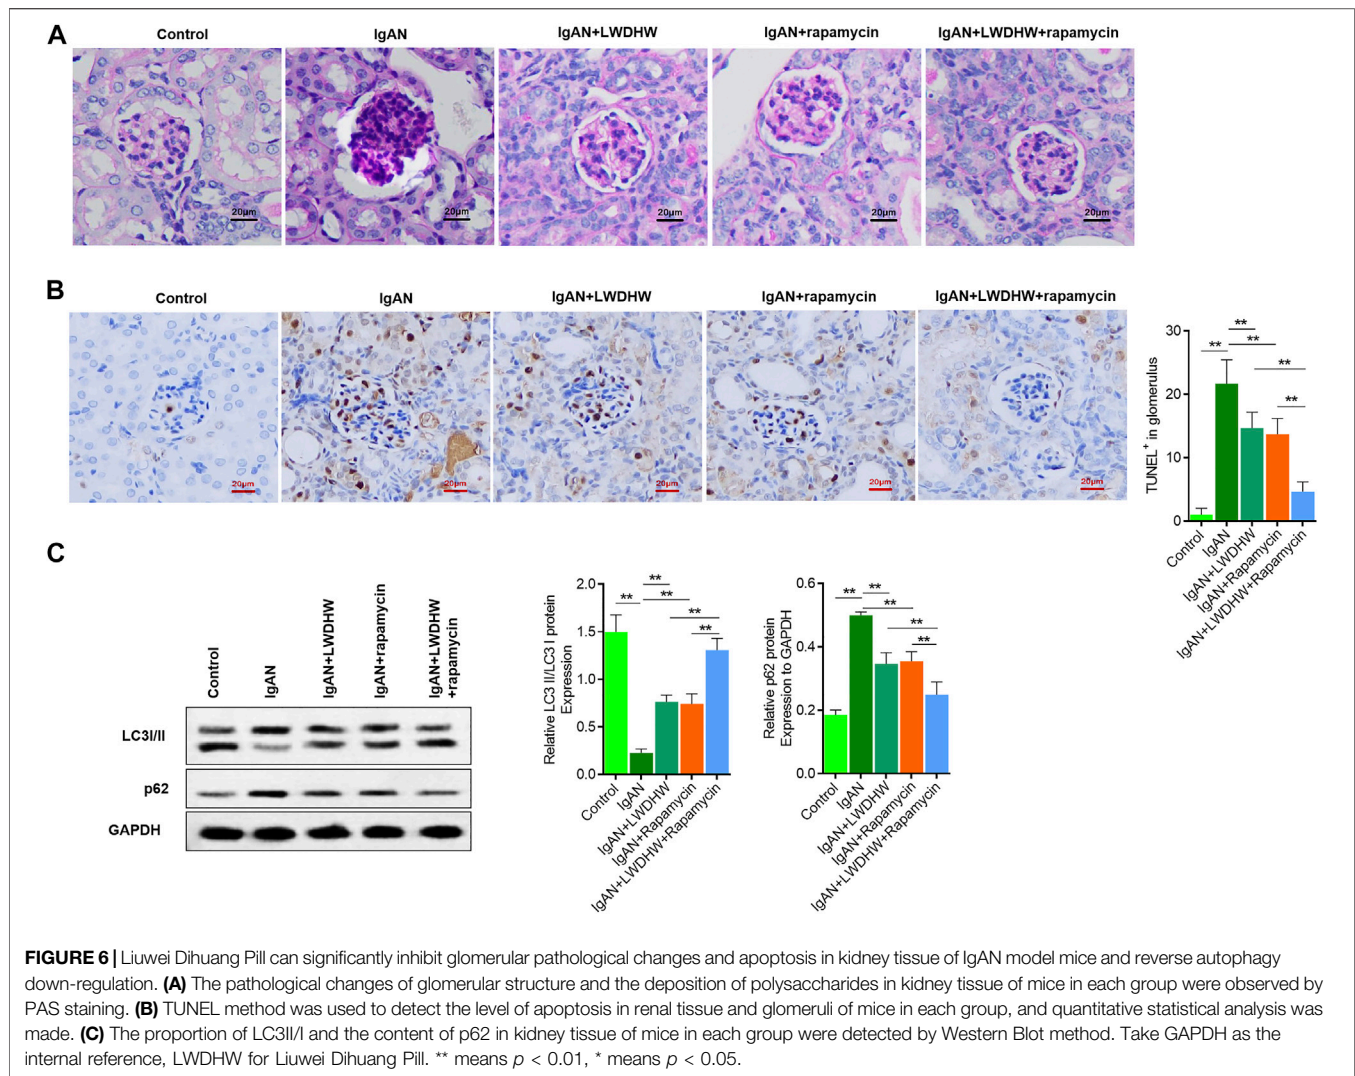 A
Control
IgAN
IgAN+LWDHW
IgAN+rapamycin
IgAN+LWDHW+rapamycin
20μm
20μm
20μm
20μm
20μm
B
Control
IgAN
IgAN+LWDHW
IgAN+rapamycin
IgAN+LWDHW+rapamycin
20μm
20μm
20μm
20μm
20μm
TUNEL+ in glomerulus
30
20
10
0
**
**
**
**
**
Control
IgAN
IgAN+LWDHW
IgAN+Rapamycin
IgAN+LWDHW+Rapamycin
C
Control
IgAN
IgAN+LWDHW
IgAN+rapamycin
IgAN+LWDHW
+rapamycin
LC3I/II
p62
GAPDH
Relative LC3 II/LC3 I protein
Expression
2.0
1.5
1.0
0.5
0.0
**
**
**
**
**
Control
IgAN
IgAN+LWDHW
IgAN+Rapamycin
IgAN+LWDHW+Rapamycin
Relative p62 protein
Expression to GAPDH
0.6
0.4
0.2
0.0
**
**
**
**
**
Control
IgAN
IgAN+LWDHW
IgAN+Rapamycin
IgAN+LWDHW+Rapamycin
FIGURE 6 | Liuwei Dihuang Pill can significantly inhibit glomerular pathological changes and apoptosis in kidney tissue of IgAN model mice and reverse autophagy
down-regulation. (A) The pathological changes of glomerular structure and the deposition of polysaccharides in kidney tissue of mice in each group were observed by
PAS staining. (B) TUNEL method was used to detect the level of apoptosis in renal tissue and glomeruli of mice in each group, and quantitative statistical analysis was
made. (C) The proportion of LC3II/I and the content of p62 in kidney tissue of mice in each group were detected by Western Blot method. Take GAPDH as the
internal reference, LWDHW for Liuwei Dihuang Pill. ** means p < 0.01, * means p < 0.05.